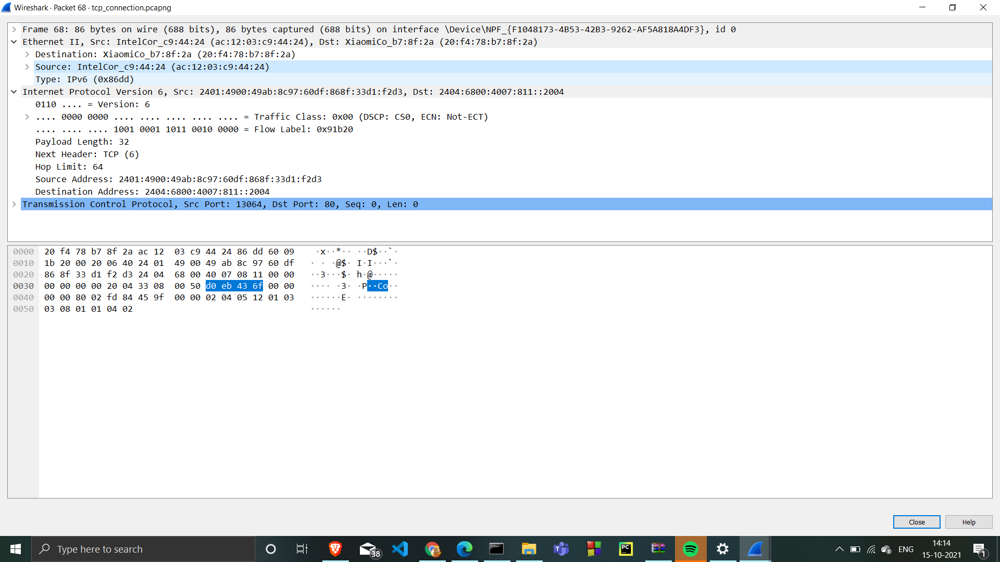 Wireshark · Packet 68 · tcp_connection.pcapng
Frame 68: 86 bytes on wire (688 bits), 86 bytes captured (688 bits) on interface \Device\NPF_{F1048173-4B53-42B3-9262-AF5A818A4DF3}, id 0
Ethernet II, Src: IntelCor_c9:44:24 (ac:12:03:c9:44:24), Dst: XiaomiCo_b7:8f:2a (20:f4:78:b7:8f:2a)
Destination: XiaomiCo_b7:8f:2a (20:f4:78:b7:8f:2a)
Source: IntelCor_c9:44:24 (ac:12:03:c9:44:24)
Type: IPv6 (0x86dd)
Internet Protocol Version 6, Src: 2401:4900:49ab:8c97:60df:868f:33d1:f2d3, Dst: 2404:6800:4007:811::2004
0110 .... = Version: 6
.... 0000 0000 .... .... .... .... .... = Traffic Class: 0x00 (DSCP: CS0, ECN: Not-ECT)
.... .... .... 1001 0001 1011 0010 0000 = Flow Label: 0x91b20
Payload Length: 32
Next Header: TCP (6)
Hop Limit: 64
Source Address: 2401:4900:49ab:8c97:60df:868f:33d1:f2d3
Destination Address: 2404:6800:4007:811::2004
Transmission Control Protocol, Src Port: 13064, Dst Port: 80, Seq: 0, Len: 0
0000 20 f4 78 b7 8f 2a ac 12 03 c9 44 24 86 dd 60 09 ·x··*·· ··D$··`·
0010 1b 20 00 20 06 40 24 01 49 00 49 ab 8c 97 60 df · · ·@$· I·I···`·
0020 86 8f 33 d1 f2 d3 24 04 68 00 40 07 08 11 00 00 ··3···$· h·@·····
0030 00 00 00 00 20 04 33 08 00 50 d0 eb 43 6f 00 00 ···· ·3· ·P··Co··
0040 00 00 80 02 fd 84 45 9f 00 00 02 04 05 12 01 03 ······E· ········
0050 03 08 01 01 04 02 ······
Close
Help
Type here to search
38
PC
ENG
14:14
15-10-2021
1